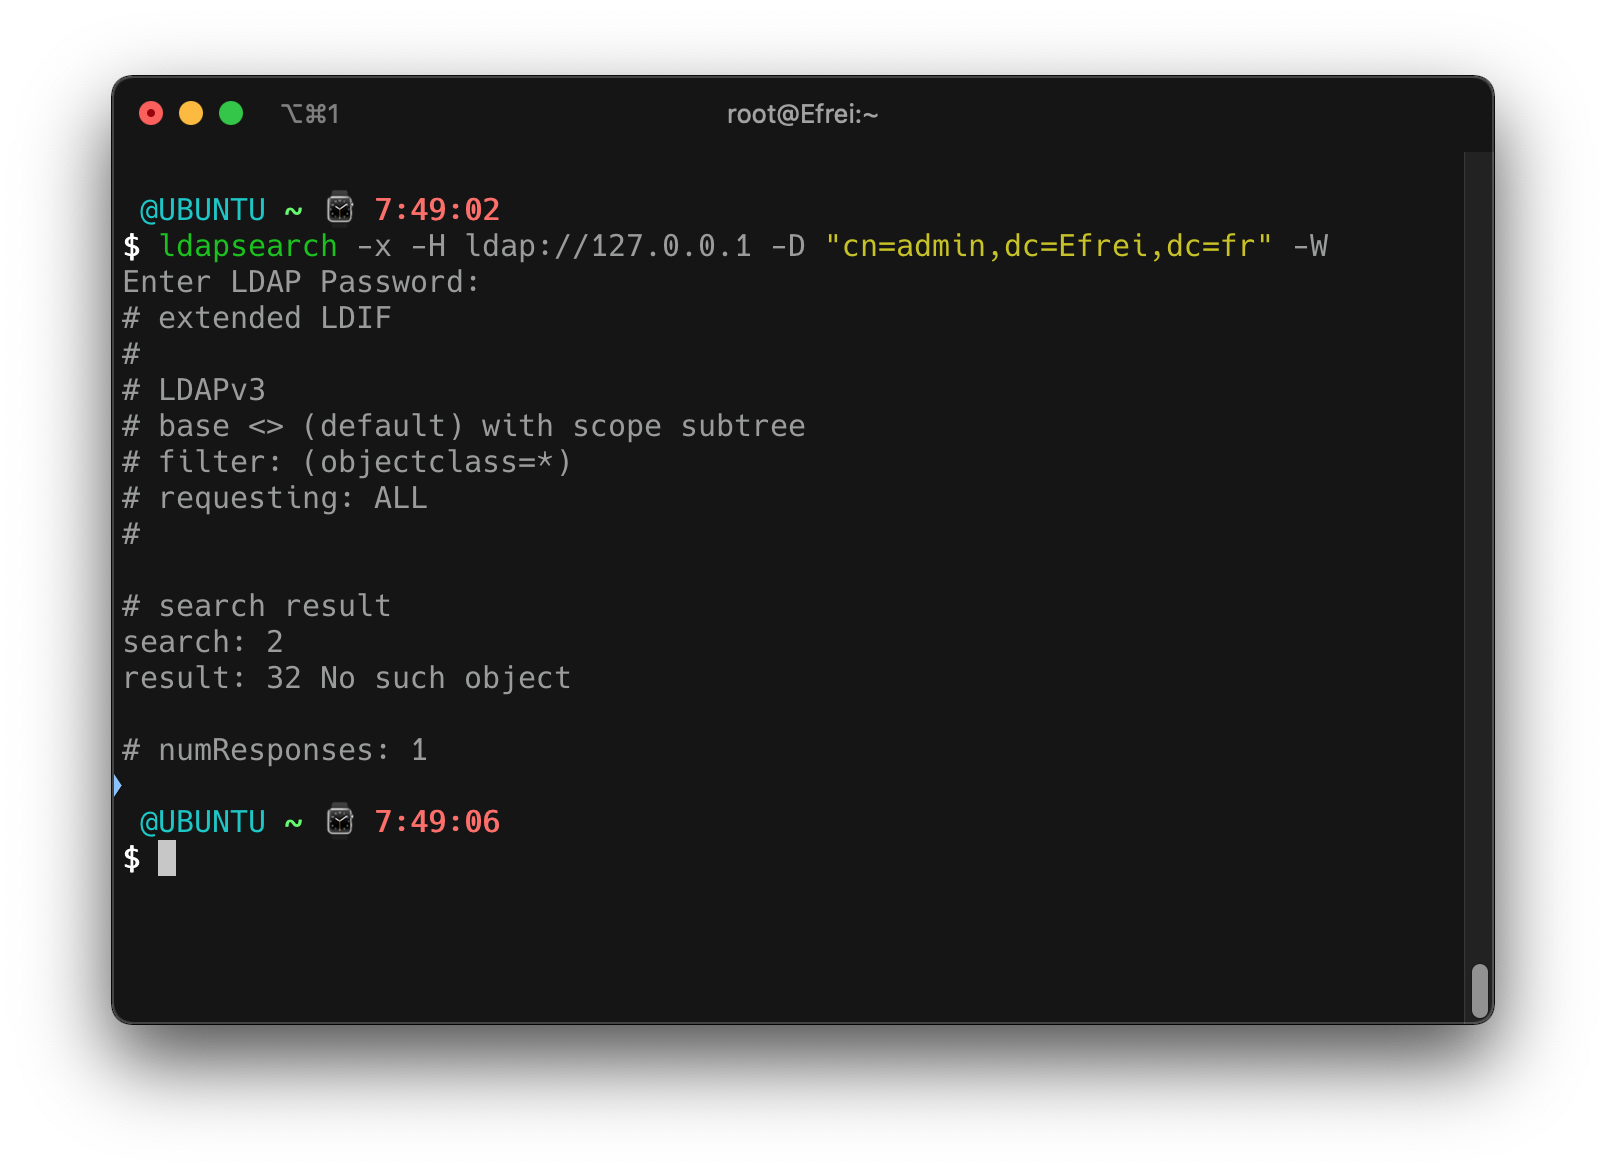 ⌥⌘1
root@Efrei:~
@UBUNTU ~ ⌚ 7:49:02
$ ldapsearch -x -H ldap://127.0.0.1 -D "cn=admin,dc=Efrei,dc=fr" -W
Enter LDAP Password:
# extended LDIF
#
# LDAPv3
# base <> (default) with scope subtree
# filter: (objectclass=*)
# requesting: ALL
#
# search result
search: 2
result: 32 No such object
# numResponses: 1
@UBUNTU ~ ⌚ 7:49:06
$